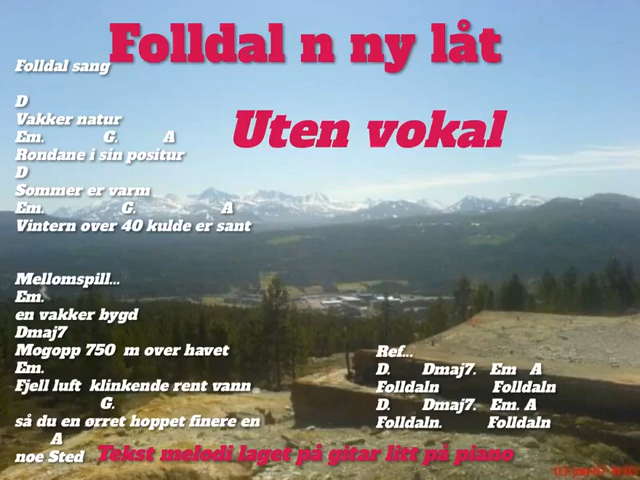 Folldal n ny låt
Folldal sang
Uten vokal
D
Vakker natur
Em. G. A
Rondane i sin positur
D
Sommer er varm
Em. G. A
Vintern over 40 kulde er sant
Mellomspill...
Em.
en vakker bygd
Dmaj7
Mogopp 750 m over havet
Em.
Fjell luft klinkende rent vann
G.
så du en ørret hoppet finere en
A
noe Sted
Ref...
D. Dmaj7. Em A
Folldaln Folldaln
D. Dmaj7. Em. A
Folldaln. Folldaln
Tekst melodi laget på gitar litt på piano